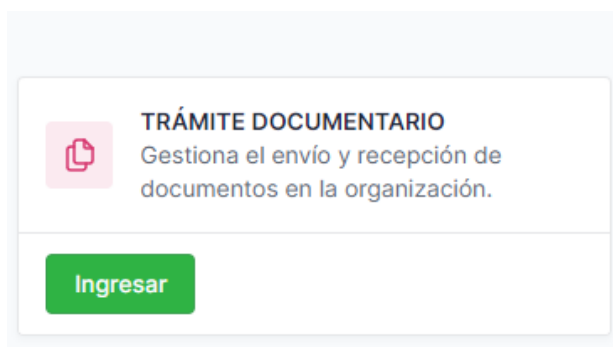 TRÁMITE DOCUMENTARIO
Gestiona el envío y recepción de
documentos en la organización.
Ingresar